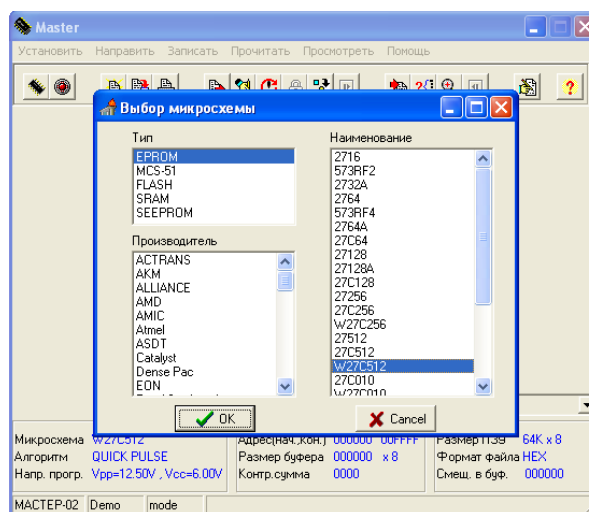 Master
Установить Направить Записать Прочитать Просмотреть Помощь
Выбор микросхемы
Тип
EPROM
MCS-51
FLASH
SRAM
SEEPROM
Производитель
ACTRANS
AKM
ALLIANCE
AMD
AMIC
Atmel
ASDT
Catalyst
Dense Pac
EON
Наименование
2716
573RF2
2732A
2764
573RF4
2764A
27C64
27128
27128A
27C128
27256
27C256
W27C256
27512
27C512
W27C512
27C010
W27C010
OK Cancel
Микросхема W27C512 Адрес(нач.,кон.) 000000 00FFFF Размер ПЗУ 64K x 8
Алгоритм QUICK PULSE Размер буфера 000000 x 8 Формат файла HEX
Напр. прогр. Vpp=12.50V , Vcc=6.00V Контр.сумма 0000 Смещ. в буф. 000000
МАСТЕР-02 Demo mode